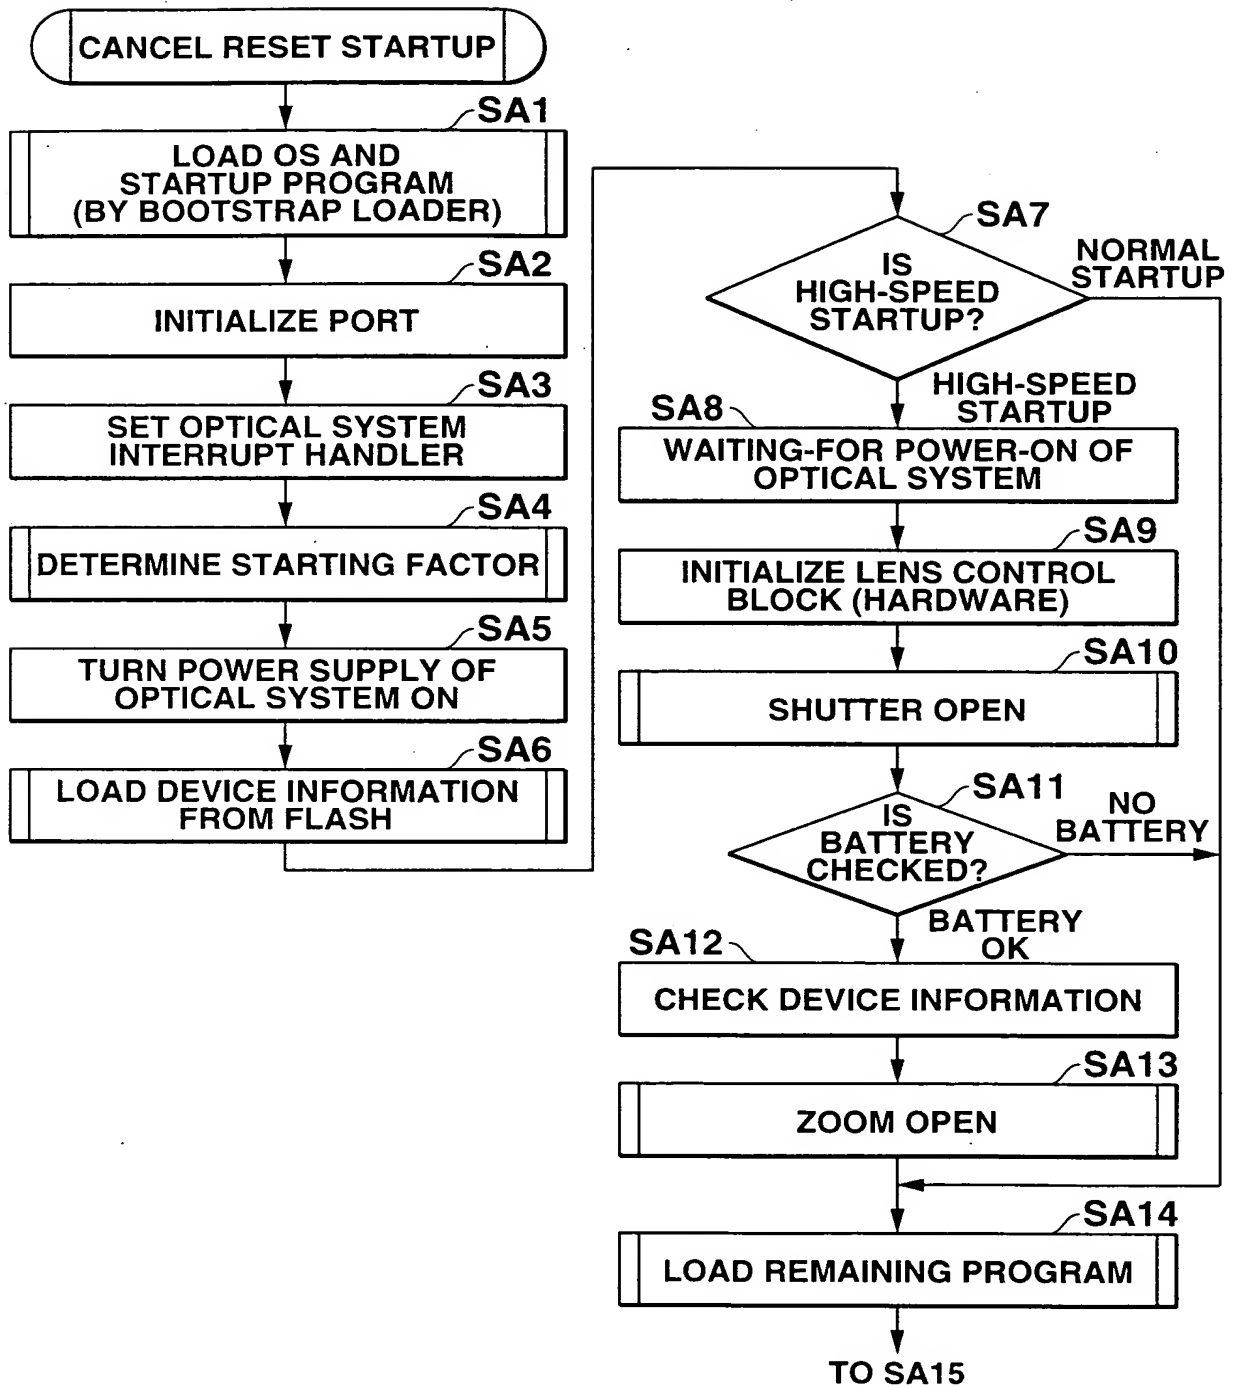 CANCEL RESET STARTUP
SA1
LOAD OS AND
STARTUP PROGRAM
(BY BOOTSTRAP LOADER)
SA2
INITIALIZE PORT
SA3
SET OPTICAL SYSTEM
INTERRUPT HANDLER
SA4
DETERMINE STARTING FACTOR
SA5
TURN POWER SUPPLY OF
OPTICAL SYSTEM ON
SA6
LOAD DEVICE INFORMATION
FROM FLASH
SA7
IS
HIGH-SPEED
STARTUP?
NORMAL
STARTUP
HIGH-SPEED
STARTUP
SA8
WAITING-FOR POWER-ON OF
OPTICAL SYSTEM
SA9
INITIALIZE LENS CONTROL
BLOCK (HARDWARE)
SA10
SHUTTER OPEN
SA11
IS
BATTERY
CHECKED?
NO
BATTERY
BATTERY
OK
SA12
CHECK DEVICE INFORMATION
SA13
ZOOM OPEN
SA14
LOAD REMAINING PROGRAM
TO SA15